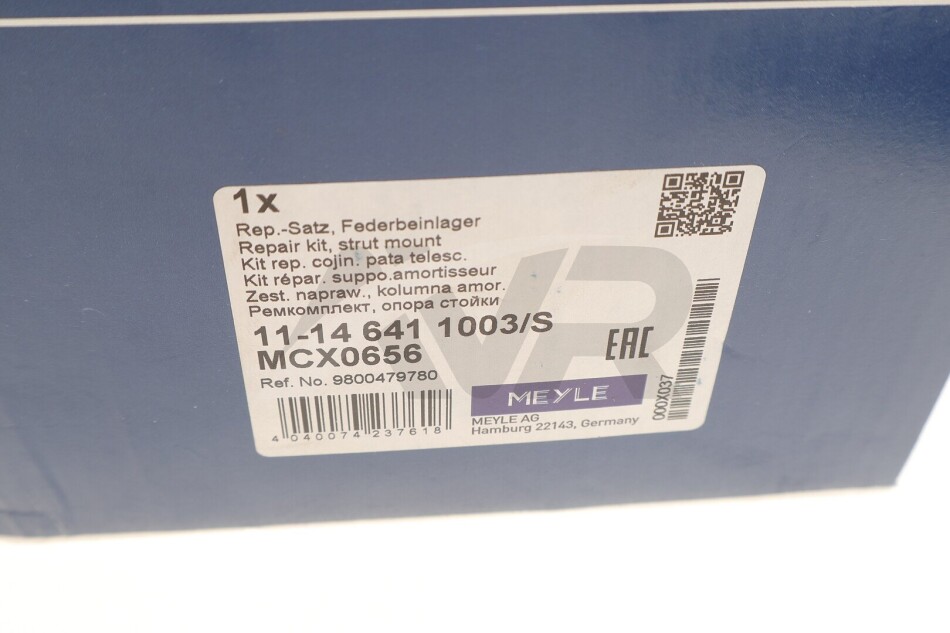 1x
Rep.-Satz, Federbeinlager
Repair kit, strut mount
Kit rep. cojin. pata telesc.
Kit répar. suppo.amortisseur
Zest. napraw., kolumna amor.
Ремкомплект, опора стойки
11-14 641 1003/S
MCX0656
Ref. No. 9800479780
4 040074 237618
EAC
MEYLE
MEYLE AG
Hamburg 22143, Germany
000X037
AVR